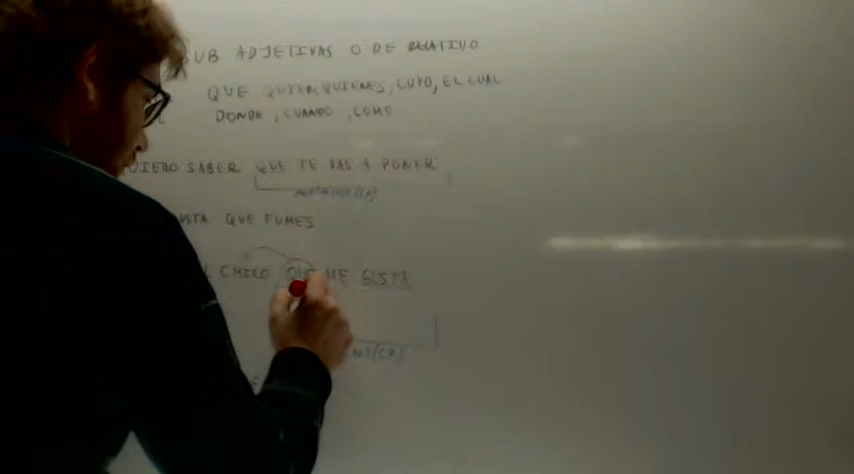 SUB ADJETIVAS O DE RELATIVO
QUE QUIEN, QUIENES, CUYO, EL CUAL
DONDE, CUANDO, COMO
QUIERO SABER QUE TE VAS A PONER
USTA QUE FUMES
L CHICO QUE ME GUSTA